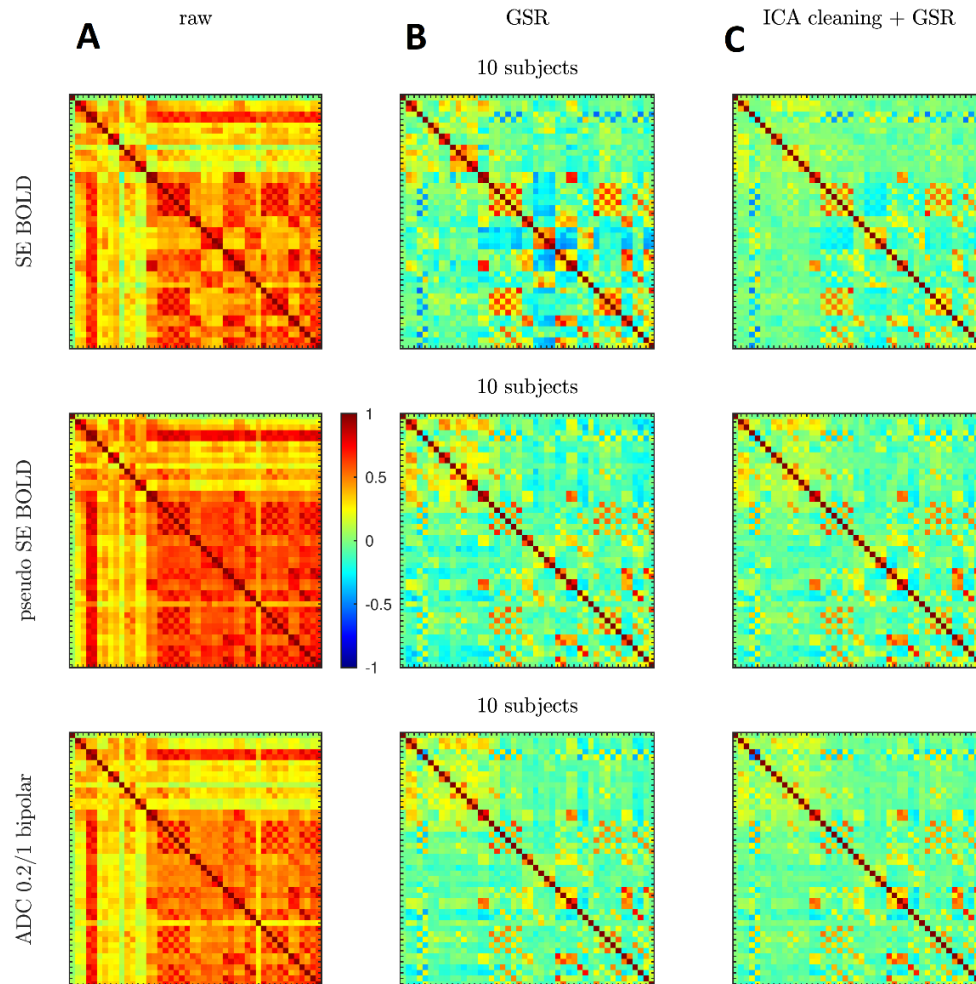 raw
GSR
ICA cleaning + GSR
A
B
C
10 subjects
SE BOLD
10 subjects
pseudo SE BOLD
1
0.5
0
-0.5
-1
10 subjects
ADC 0.2/1 bipolar